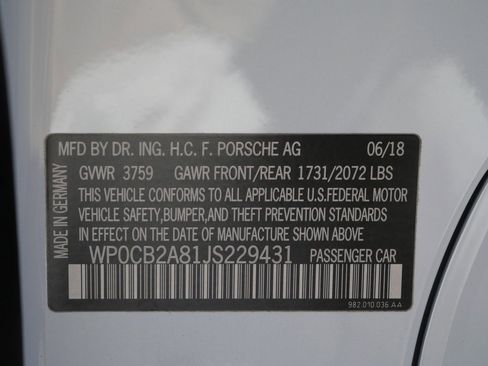 MFD BY DR. ING. H.C. F. PORSCHE AG 06/18
GVWR 3759 GAWR FRONT/REAR 1731/2072 LBS
THIS VEHICLE CONFORMS TO ALL APPLICABLE U.S.FEDERAL MOTOR
VEHICLE SAFETY,BUMPER,AND THEFT PREVENTION STANDARDS
IN EFFECT ON THE DATE OF MANUFACTURE SHOWN ABOVE
WP0CB2A81JS229431 PASSENGER CAR
982.010.036.AA
MADE IN GERMANY